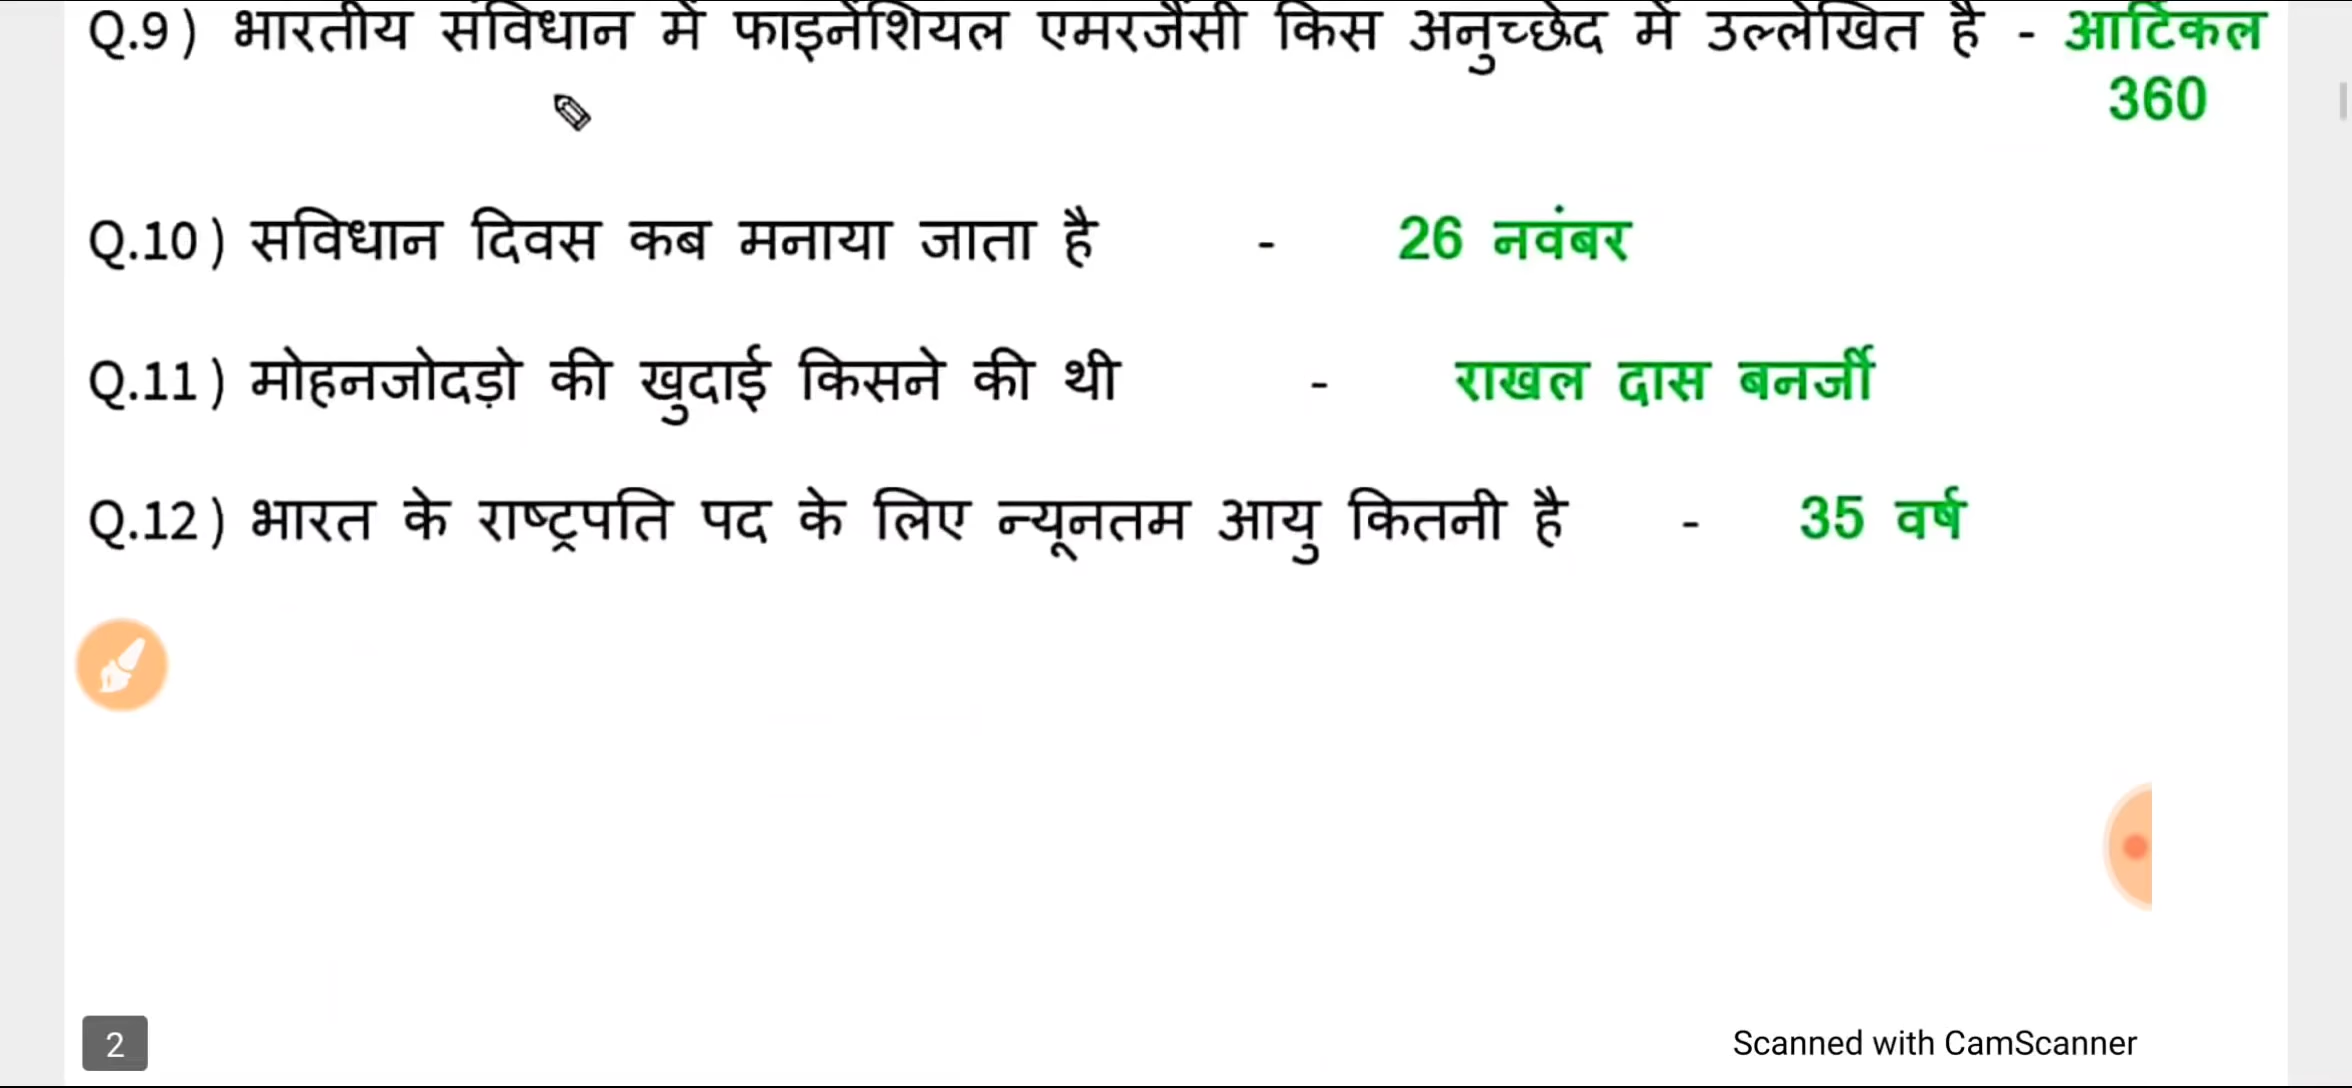 Q.9) भारतीय संविधान में फाइनेंशियल एमरजेंसी किस अनुच्छेद में उल्लेखित है - आर्टिकल
360
Q.10) सविधान दिवस कब मनाया जाता है - 26 नवंबर
Q.11) मोहनजोदड़ो की खुदाई किसने की थी - राखल दास बनर्जी
Q.12) भारत के राष्ट्रपति पद के लिए न्यूनतम आयु कितनी है - 35 वर्ष
2
Scanned with CamScanner